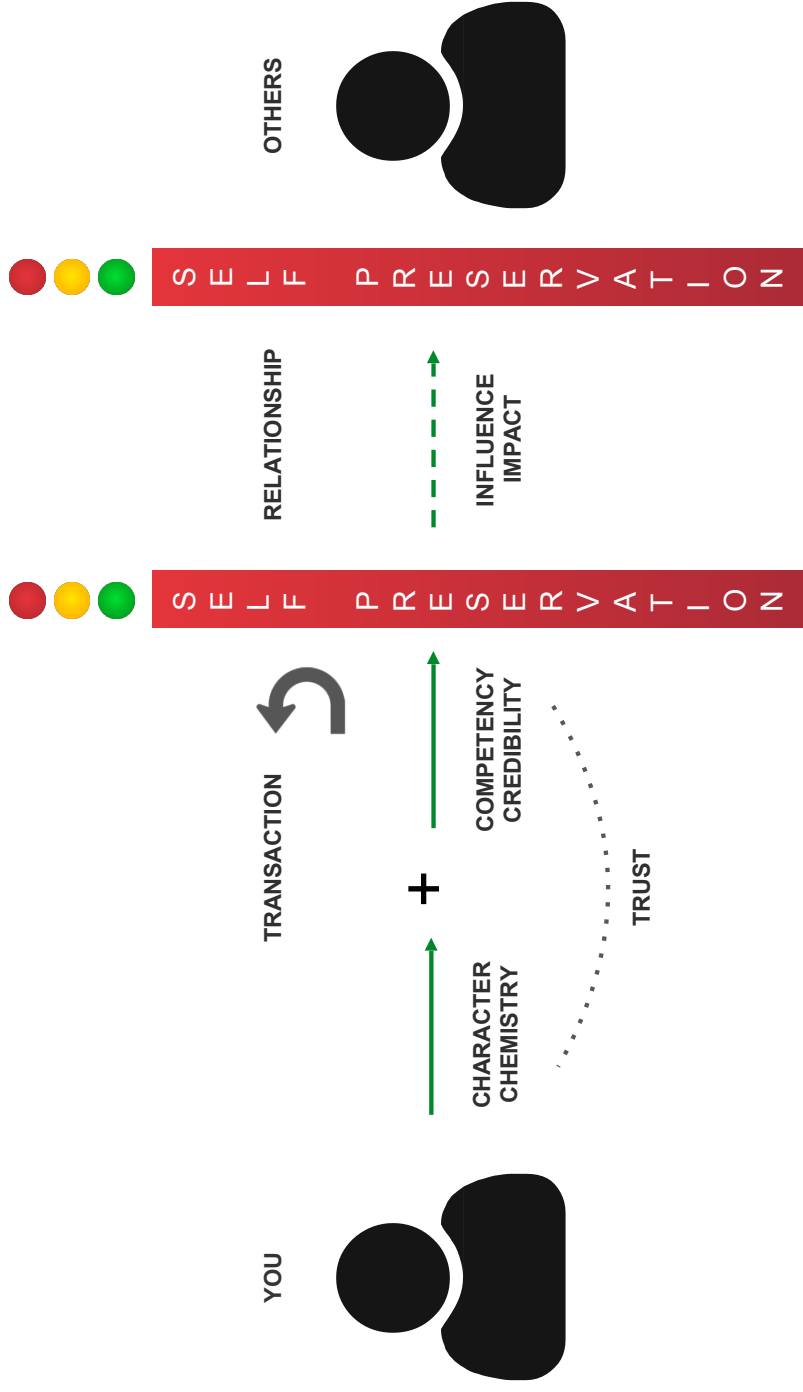 YOU
TRANSACTION
RELATIONSHIP
OTHERS
+
CHARACTER
CHEMISTRY
COMPETENCY
CREDIBILITY
INFLUENCE
IMPACT
TRUST
SELF PRESERVATION
SELF PRESERVATION